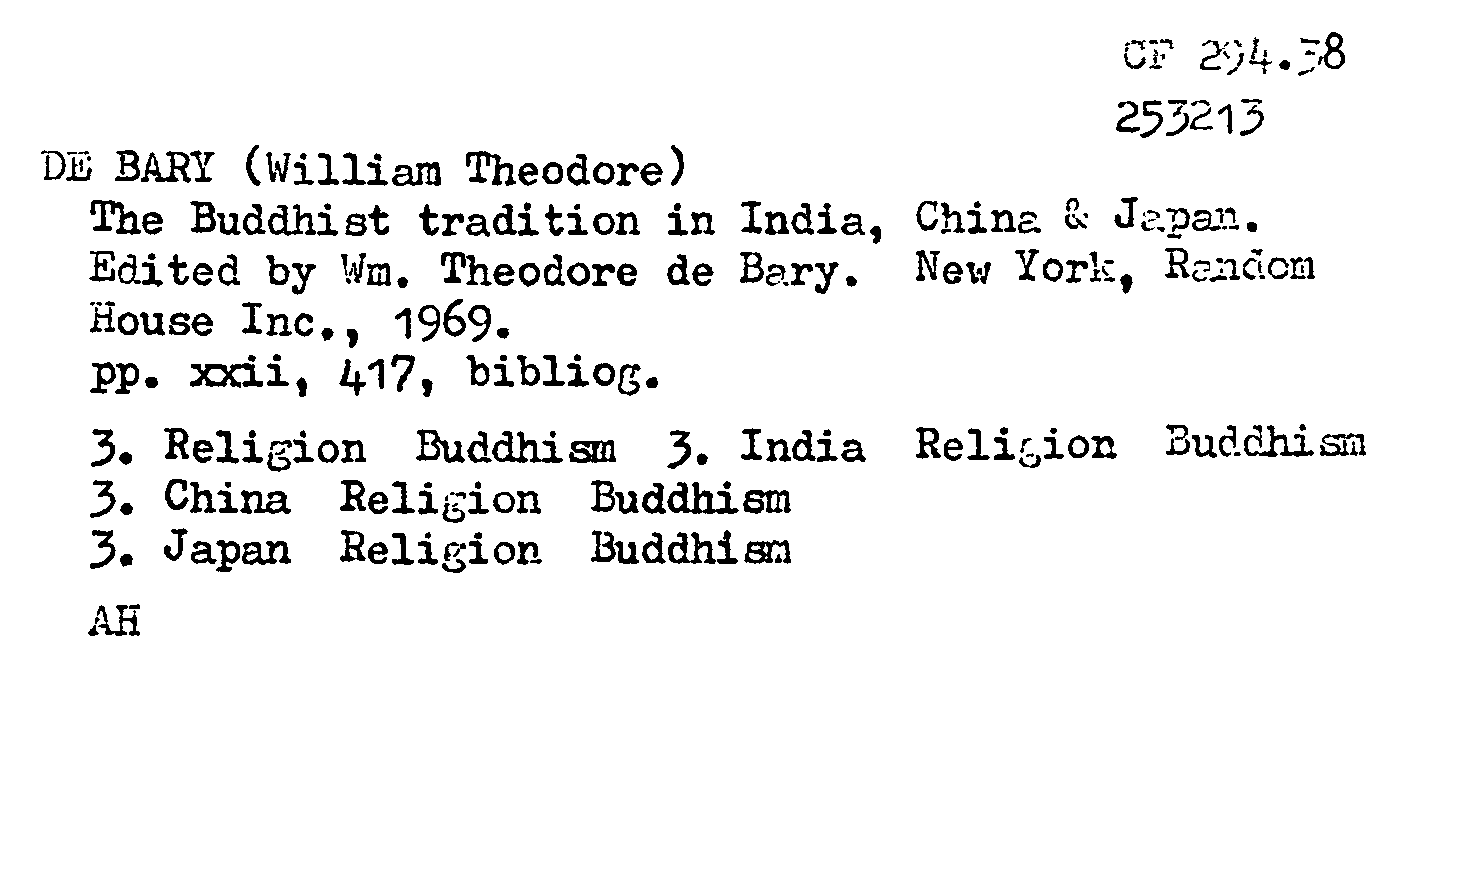 CF 294.38
253213
DE BARY (William Theodore)
The Buddhist tradition in India, China & Japan.
Edited by Wm. Theodore de Bary. New York, Random
House Inc., 1969.
pp. xxii, 417, bibliog.
3. Religion Buddhism 3. India Religion Buddhism
3. China Religion Buddhism
3. Japan Religion Buddhism
AH